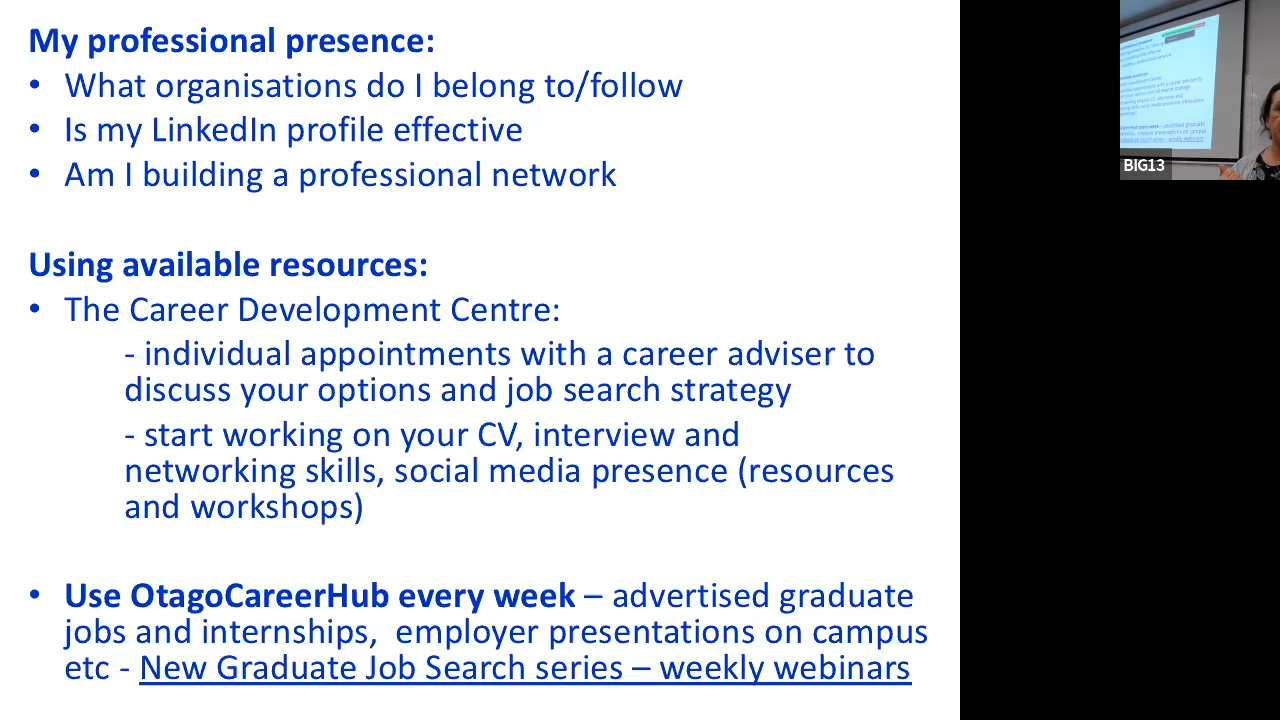 My professional presence:
• What organisations do I belong to/follow
• Is my LinkedIn profile effective
• Am I building a professional network
Using available resources:
• The Career Development Centre:
- individual appointments with a career adviser to
discuss your options and job search strategy
- start working on your CV, interview and
networking skills, social media presence (resources
and workshops)
• Use OtagoCareerHub every week – advertised graduate
jobs and internships,  employer presentations on campus
etc - New Graduate Job Search series – weekly webinars
BIG13